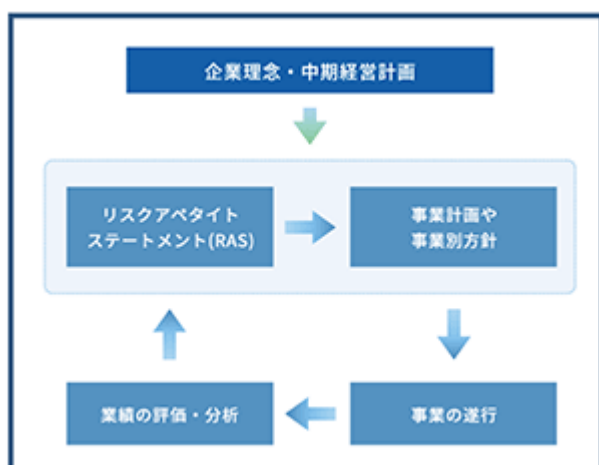 企業理念・中期経営計画
リスクアペタイト
ステートメント(RAS)
事業計画や
事業別方針
業績の評価・分析
事業の遂行